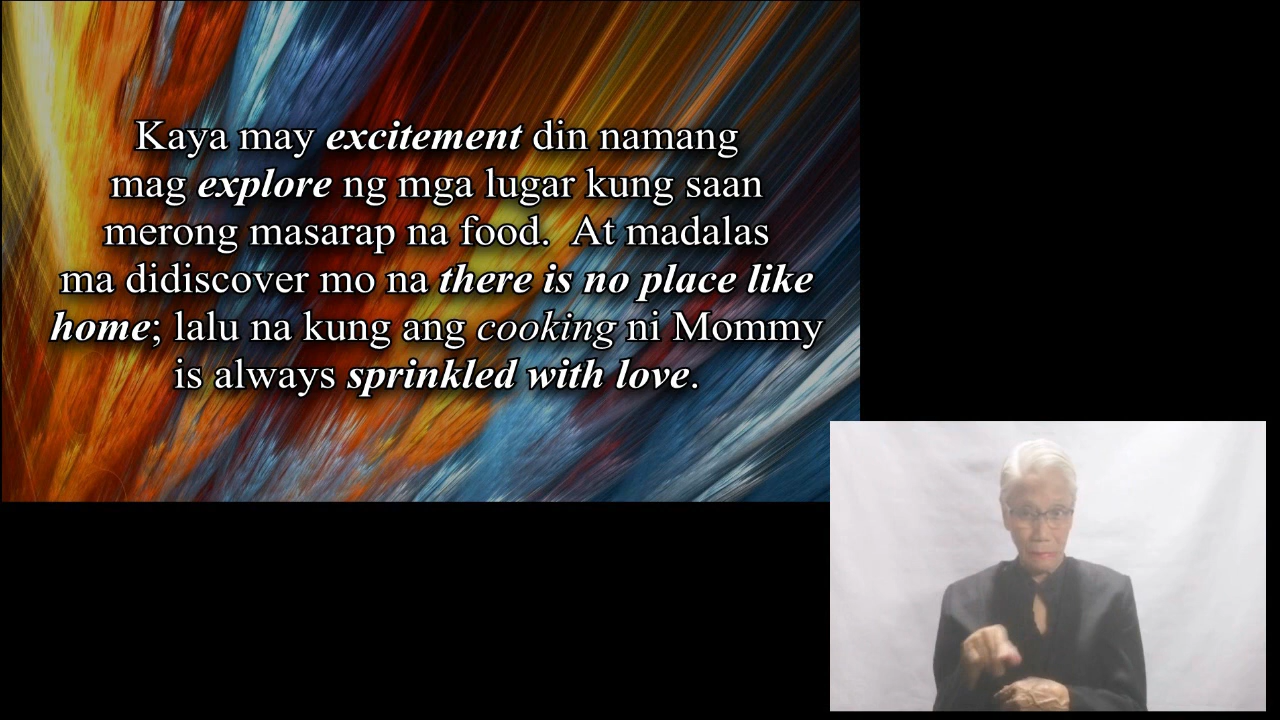 Kaya may excitement din namang
mag explore ng mga lugar kung saan
merong masarap na food.  At madalas
ma didiscover mo na there is no place like
home; lalu na kung ang cooking ni Mommy
is always sprinkled with love.